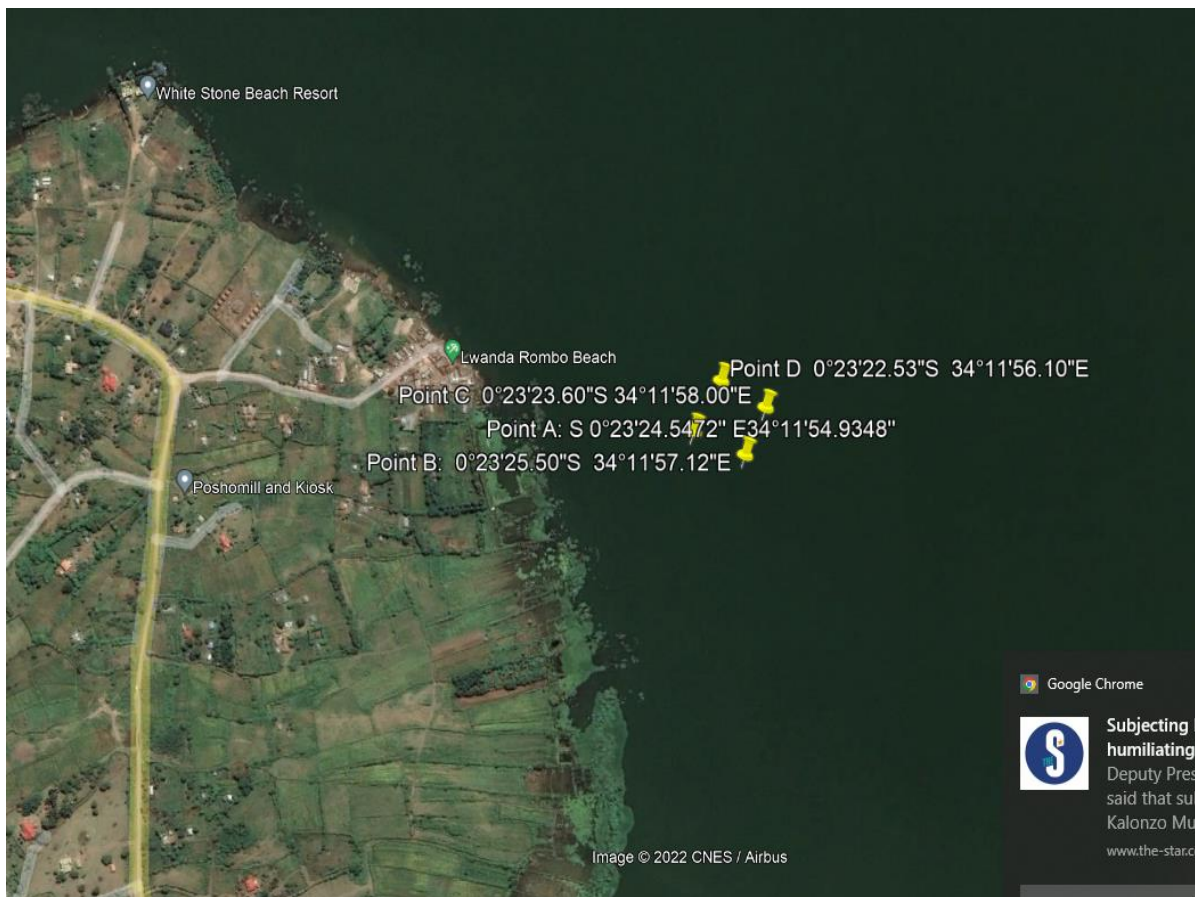 White Stone Beach Resort
Lwanda Rombo Beach
Point D 0°23'22.53"S 34°11'56.10"E
Point C 0°23'23.60"S 34°11'58.00"E
Point A: S 0°23'24.5472" E34°11'54.9348"
Point B: 0°23'25.50"S 34°11'57.12"E
Poshomill and Kiosk
Google Chrome
S
Subjecting
humiliating
Deputy Pres
said that sul
Kalonzo Mu
www.the-star.c
Image © 2022 CNES / Airbus